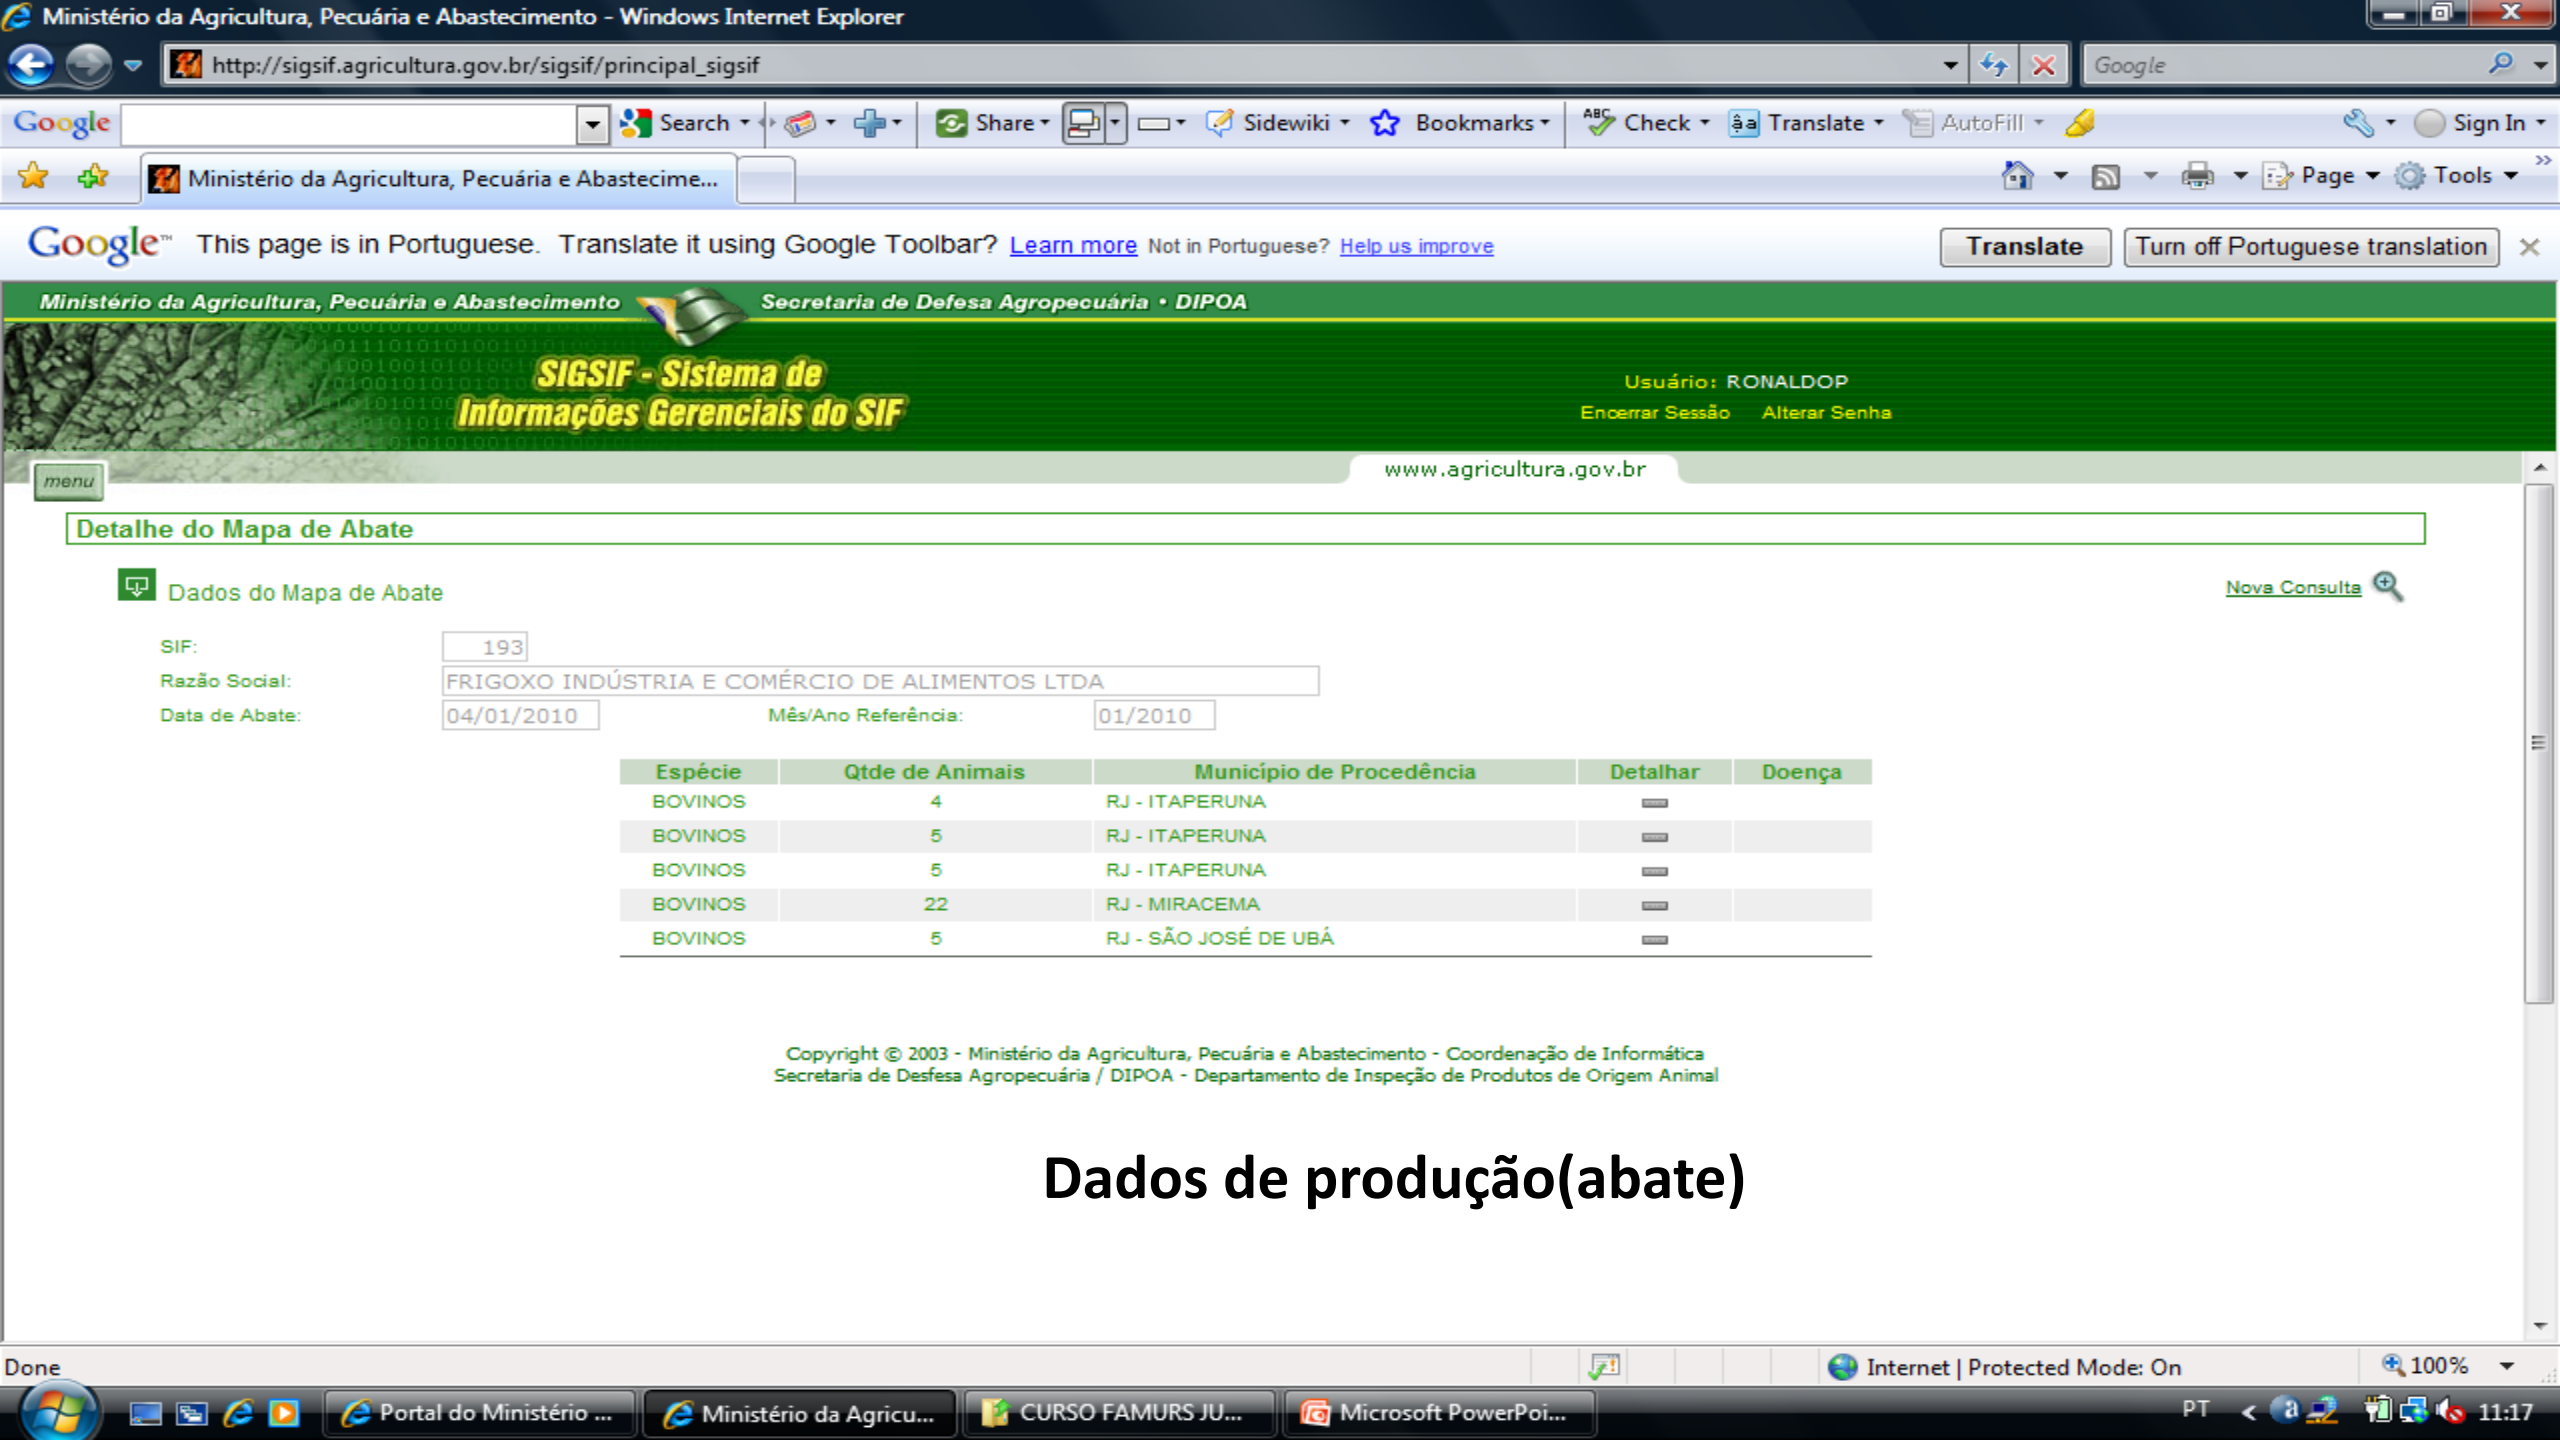 Ministério da Agricultura, Pecuária e Abastecimento - Windows Internet Explorer
http://sigsif.agricultura.gov.br/sigsif/principal_sigsif
Google
Google
Search
Share
Sidewiki
Bookmarks
Check
Translate
AutoFill
Sign In
Ministério da Agricultura, Pecuária e Abastecime...
Page
Tools
Google™ This page is in Portuguese. Translate it using Google Toolbar? Learn more Not in Portuguese? Help us improve
Translate
Turn off Portuguese translation
Ministério da Agricultura, Pecuária e Abastecimento
Secretaria de Defesa Agropecuária • DIPOA
SIGSIF - Sistema de
Informações Gerenciais do SIF
Usuário: RONALDOP
Encerrar Sessão Alterar Senha
menu
www.agricultura.gov.br
Detalhe do Mapa de Abate
Dados do Mapa de Abate
Nova Consulta
SIF: 193
Razão Social: FRIGOXO INDÚSTRIA E COMÉRCIO DE ALIMENTOS LTDA
Data de Abate: 04/01/2010 Mês/Ano Referência: 01/2010
Espécie Qtde de Animais Município de Procedência Detalhar Doença
BOVINOS 4 RJ - ITAPERUNA
BOVINOS 5 RJ - ITAPERUNA
BOVINOS 5 RJ - ITAPERUNA
BOVINOS 22 RJ - MIRACEMA
BOVINOS 5 RJ - SÃO JOSÉ DE UBÁ
Copyright © 2003 - Ministério da Agricultura, Pecuária e Abastecimento - Coordenação de Informática
Secretaria de Desfesa Agropecuária / DIPOA - Departamento de Inspeção de Produtos de Origem Animal
Dados de produção(abate)
Done
Internet | Protected Mode: On
100%
Portal do Ministério ...
Ministério da Agricu...
CURSO FAMURS JU...
Microsoft PowerPoi...
PT
11:17